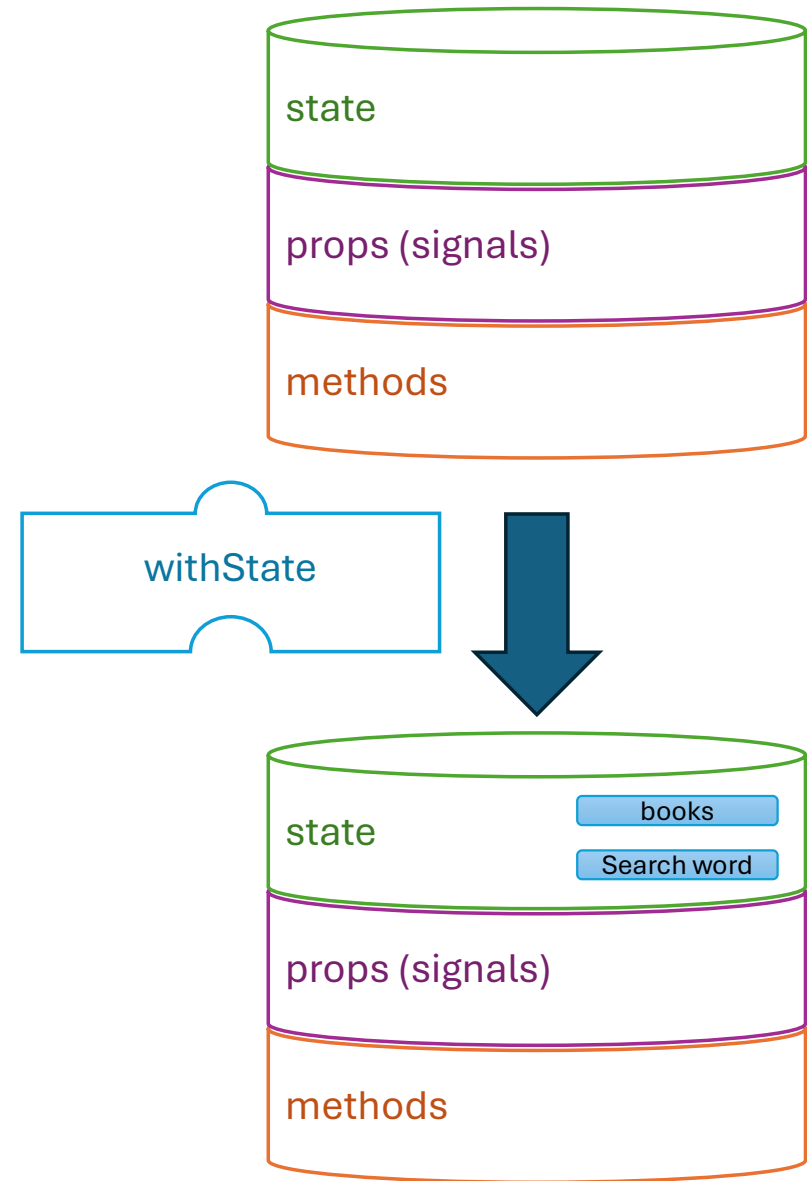 state
props (signals)
methods
withState
state
books
Search word
props (signals)
methods